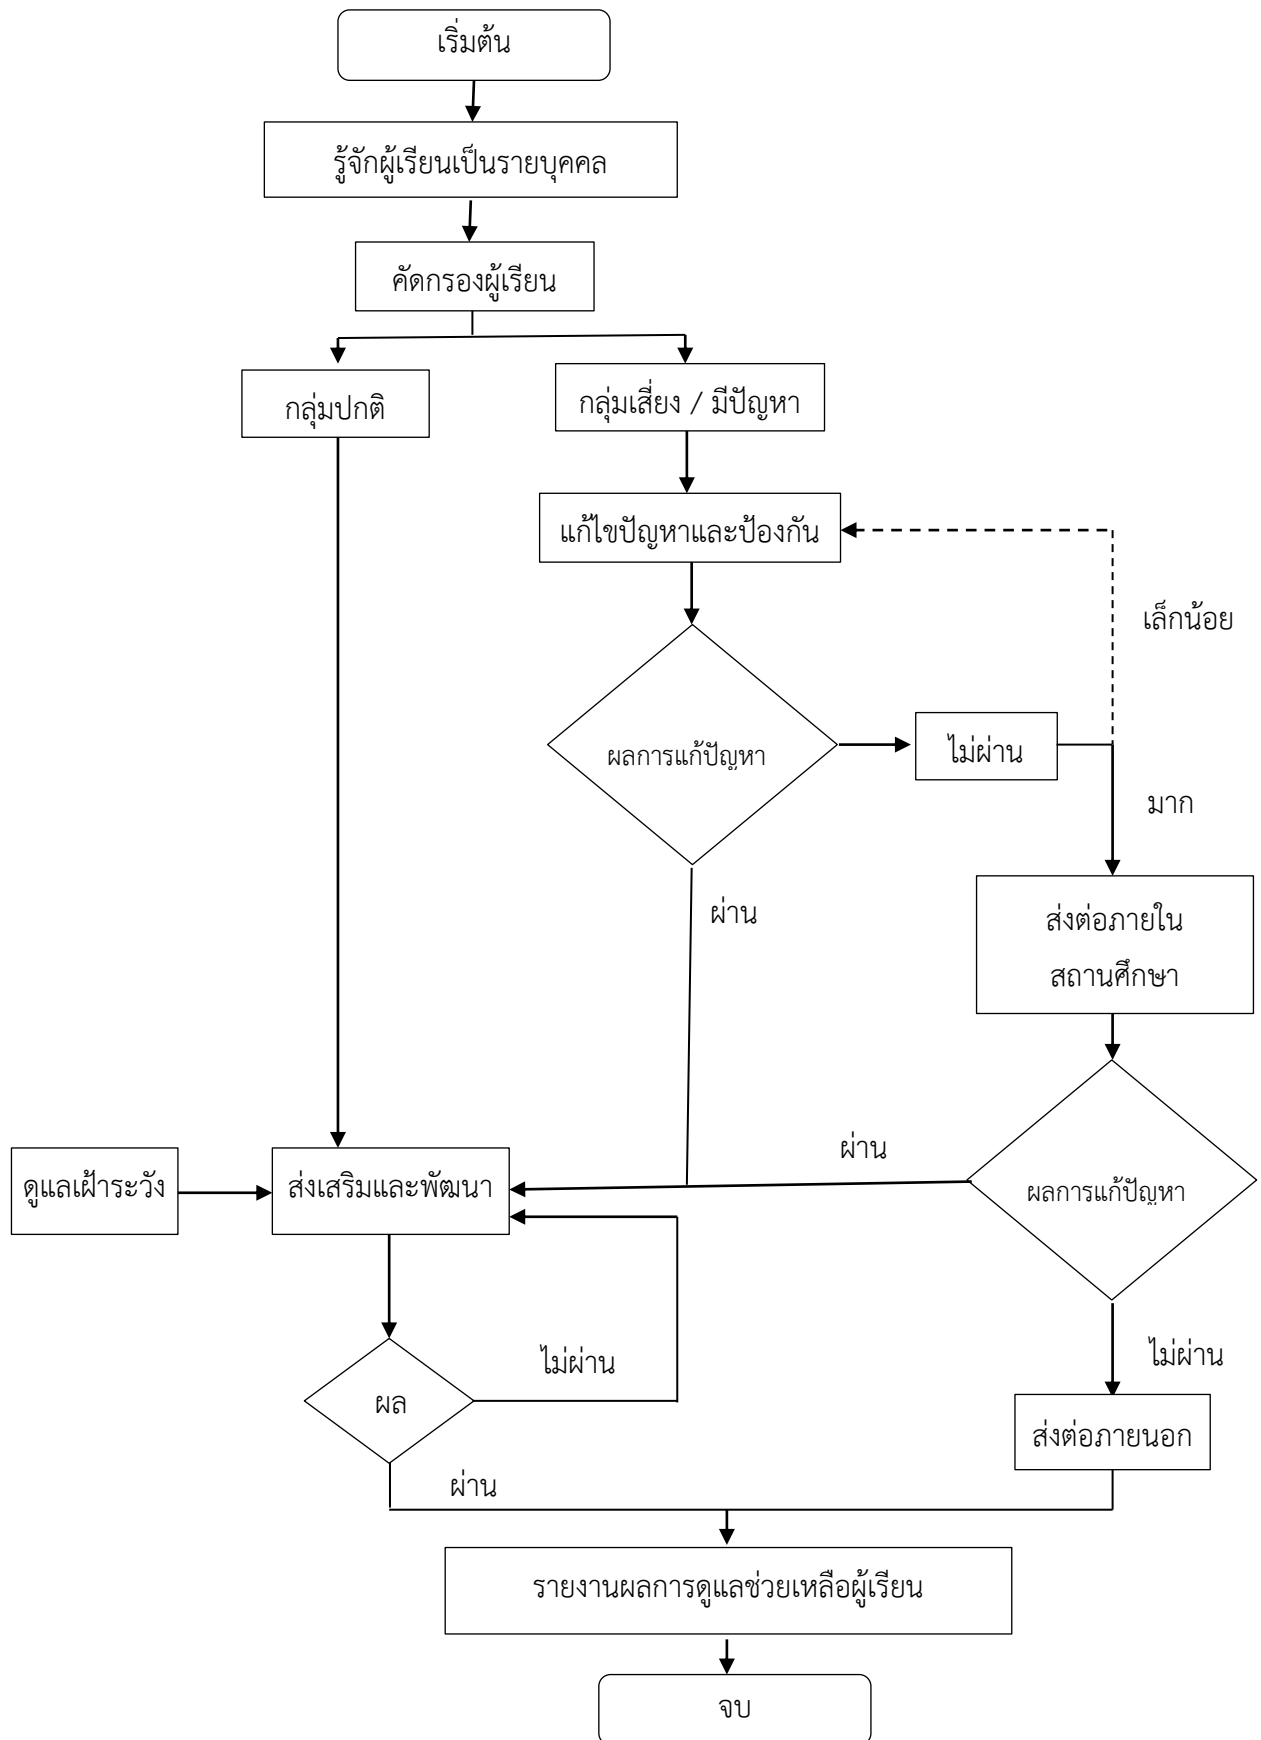 เริ่มต้น
รู้จักผู้เรียนเป็นรายบุคคล
คัดกรองผู้เรียน
กลุ่มปกติ
กลุ่มเสี่ยง / มีปัญหา
แก้ไขปัญหาและป้องกัน
เล็กน้อย
ผลการแก้ปัญหา
ไม่ผ่าน
มาก
ผ่าน
ส่งต่อภายใน
สถานศึกษา
ผ่าน
ดูแลเฝ้าระวัง
ส่งเสริมและพัฒนา
ผลการแก้ปัญหา
ไม่ผ่าน
ไม่ผ่าน
ผล
ส่งต่อภายนอก
ผ่าน
รายงานผลการดูแลช่วยเหลือผู้เรียน
จบ